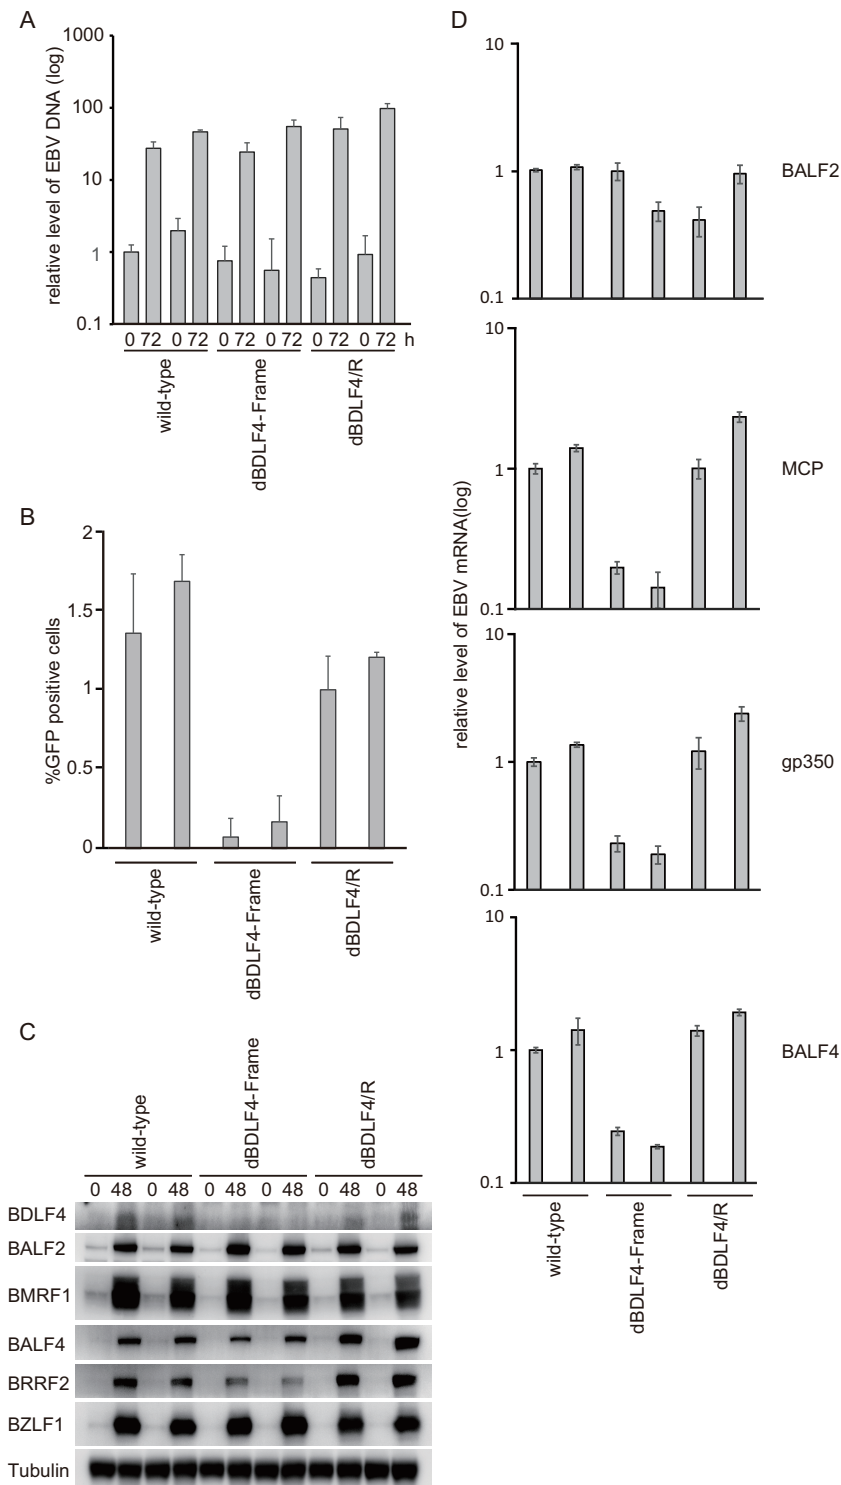 A
relative level of EBV DNA (log)
1000
100
10
1
0.1
0 72 0 72 0 72 0 72 0 72 0 72 h
wild-type
dBDLF4-Frame
dBDLF4/R
B
%GFP positive cells
2
1.5
1
0.5
0
wild-type
dBDLF4-Frame
dBDLF4/R
C
wild-type
dBDLF4-Frame
dBDLF4/R
0 48 0 48 0 48 0 48 0 48 0 48
BDLF4
BALF2
BMRF1
BALF4
BRRF2
BZLF1
Tubulin
D
relative level of EBV mRNA(log)
10
1
0.1
BALF2
10
1
0.1
MCP
10
1
0.1
gp350
10
1
0.1
BALF4
wild-type
dBDLF4-Frame
dBDLF4/R